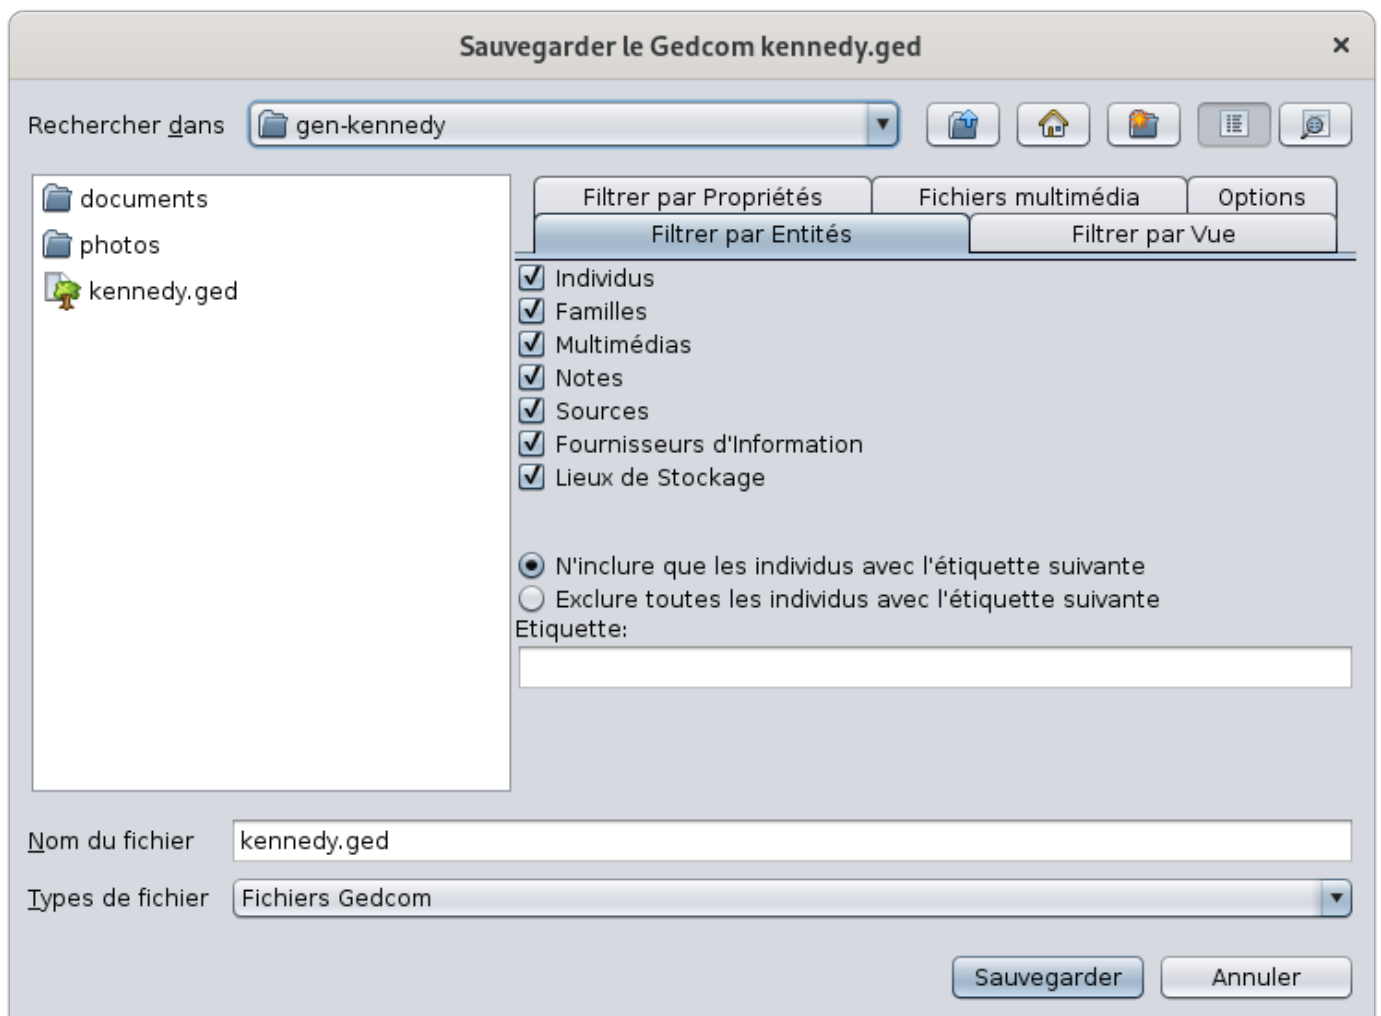 Sauvegarder le Gedcom kennedy.ged
Rechercher dans
gen-kennedy
documents
photos
kennedy.ged
Filtrer par Propriétés
Fichiers multimédia
Options
Filtrer par Entités
Filtrer par Vue
Individus
Familles
Multimédias
Notes
Sources
Fournisseurs d'Information
Lieux de Stockage
N'inclure que les individus avec l'étiquette suivante
Exclure toutes les individus avec l'étiquette suivante
Etiquette:
Nom du fichier
kennedy.ged
Types de fichier
Fichiers Gedcom
Sauvegarder
Annuler